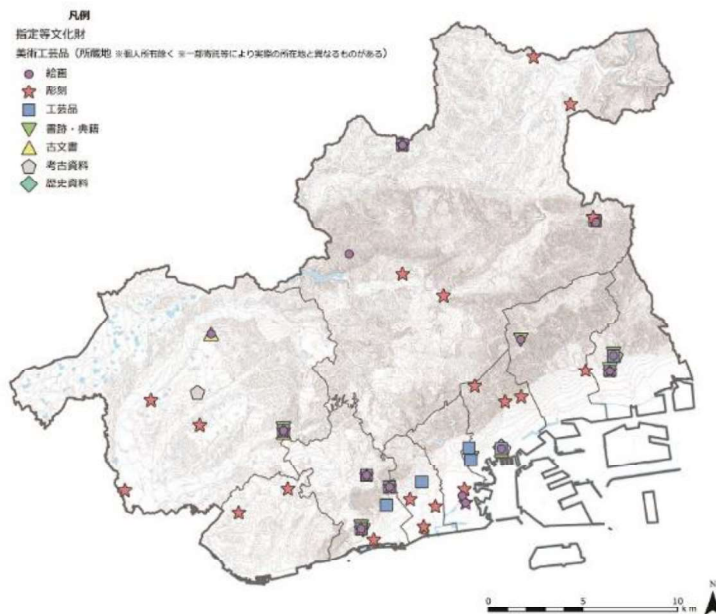 凡例
指定等文化財
美術工芸品（所蔵地 ※個人所有除く ※一部寄託等により実際の所在地と異なるものがある）
絵画
彫刻
工芸品
書跡・典籍
古文書
考古資料
歴史資料
N
0 5 10
km